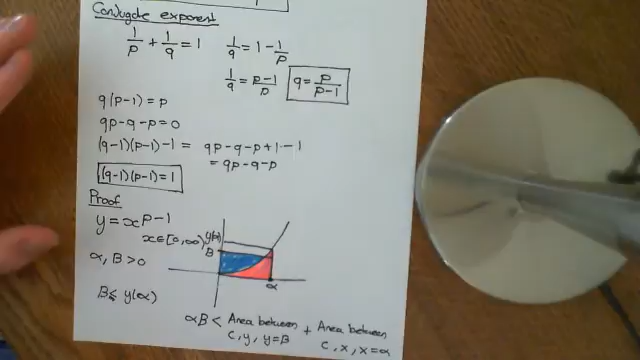 Conjugate exponent
1/p + 1/q = 1
1/q = 1 - 1/p
1/q = p-1/p
q = p/p-1
q(p-1) = p
qp-q-p=0
(q-1)(p-1)-1 = qp-q-p+1-1
= qp-q-p
(q-1)(p-1) = 1
Proof
y = x^p-1
x∈[0,∞)
α, B > 0
B ≤ y(α)
y(α)
B
α
αB < Area between C, y, y=B + Area between C, x, x=α